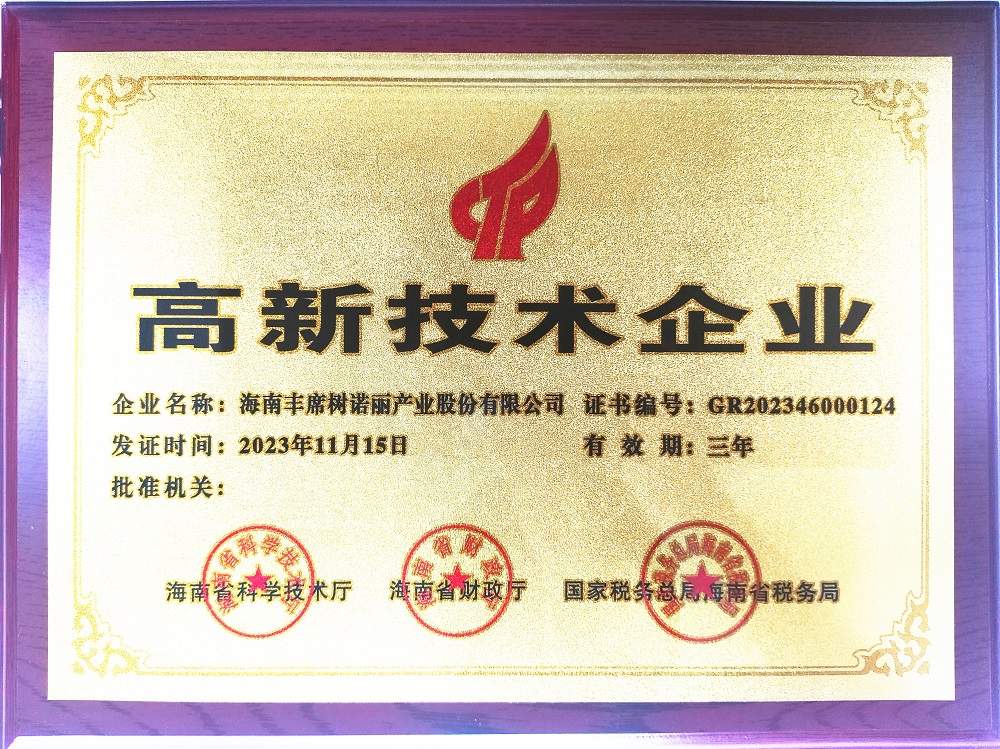 高新技术企业
企业名称：海南丰席树诺丽产业股份有限公司 证书编号：GR202346000124
发证时间：2023年11月15日 有 效 期：三年
批准机关：
海南省科学技术厅 海南省财政厅 国家税务总局海南省税务局